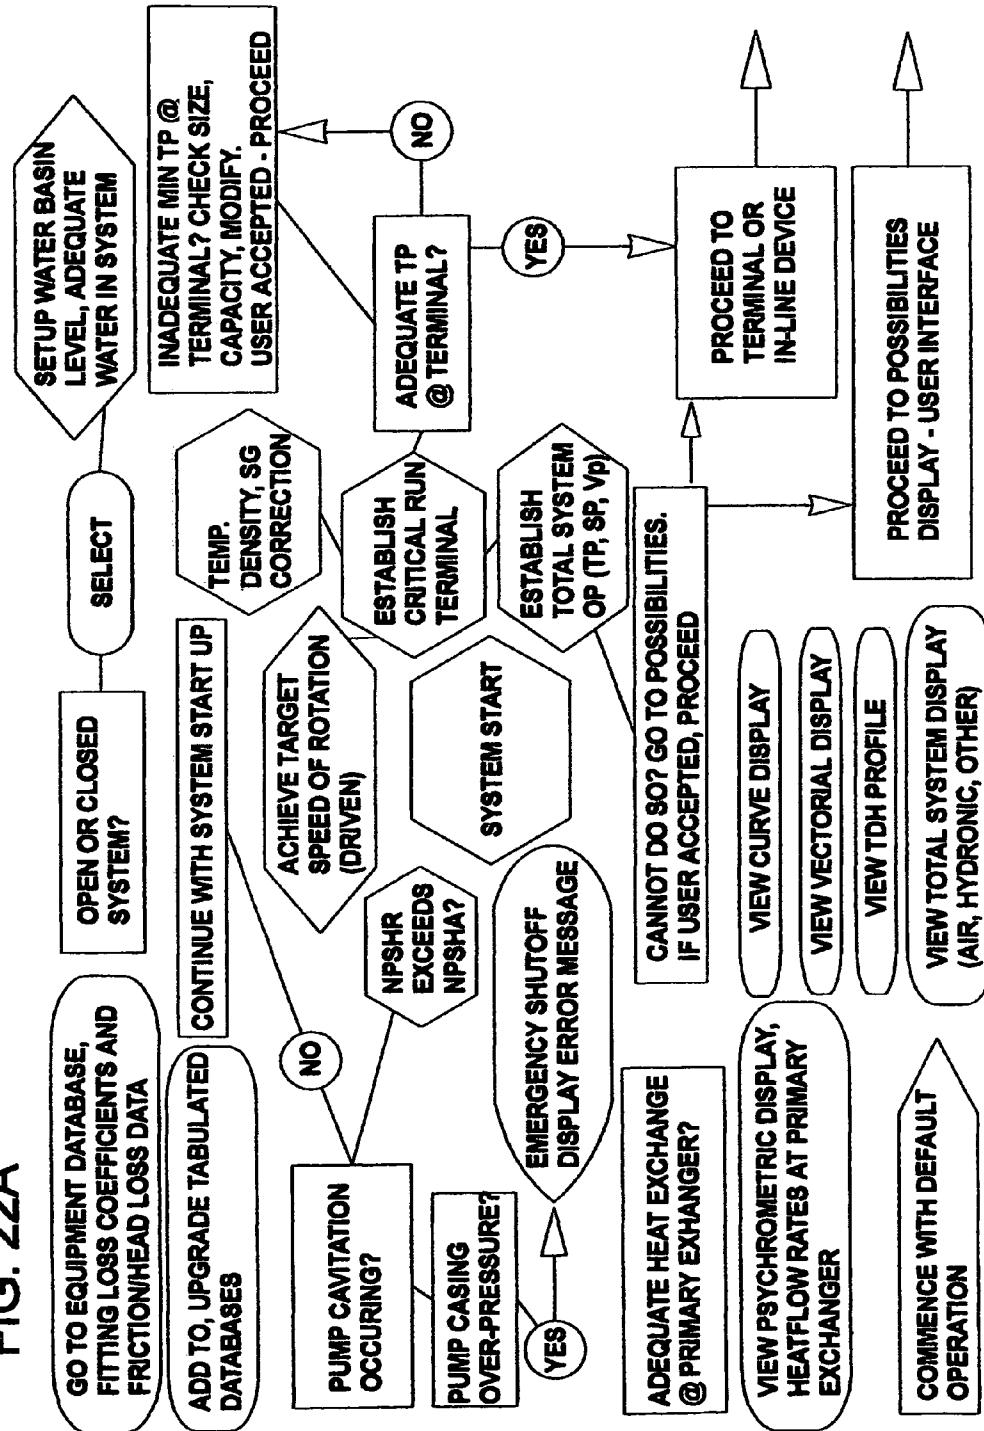 FIG. 22A
GO TO EQUIPMENT DATABASE,
FITTING LOSS COEFFICIENTS AND
FRICTION/HEAD LOSS DATA
OPEN OR CLOSED
SYSTEM?
SELECT
SETUP WATER BASIN
LEVEL, ADEQUATE
WATER IN SYSTEM
ADD TO, UPGRADE TABULATED
DATABASES
CONTINUE WITH SYSTEM START UP
TEMP.
DENSITY, SG
CORRECTION
INADEQUATE MIN TP @
TERMINAL? CHECK SIZE,
CAPACITY, MODIFY.
USER ACCEPTED - PROCEED
NO
ACHIEVE TARGET
SPEED OF ROTATION
(DRIVEN)
PUMP CAVITATION
OCCURING?
NPSHR
EXCEEDS
NPSHA?
ESTABLISH
CRITICAL RUN
TERMINAL
ADEQUATE TP
@ TERMINAL?
NO
PUMP CASING
OVER-PRESSURE?
YES
EMERGENCY SHUTOFF
DISPLAY ERROR MESSAGE
SYSTEM START
ESTABLISH
TOTAL SYSTEM
OP (TP, SP, Vp)
YES
ADEQUATE HEAT EXCHANGE
@ PRIMARY EXHANGER?
CANNOT DO SO? GO TO POSSIBILITIES.
IF USER ACCEPTED, PROCEED
PROCEED TO
TERMINAL OR
IN-LINE DEVICE
VIEW PSYCHROMETRIC DISPLAY,
HEATFLOW RATES AT PRIMARY
EXCHANGER
VIEW CURVE DISPLAY
VIEW VECTORIAL DISPLAY
VIEW TDH PROFILE
PROCEED TO POSSIBILITIES
DISPLAY - USER INTERFACE
COMMENCE WITH DEFAULT
OPERATION
VIEW TOTAL SYSTEM DISPLAY
(AIR, HYDRONIC, OTHER)